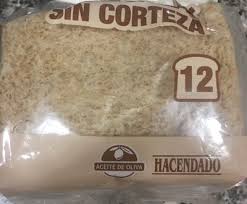 SIN CORTEZA
12
ACEITE DE OLIVA
HACENDADO